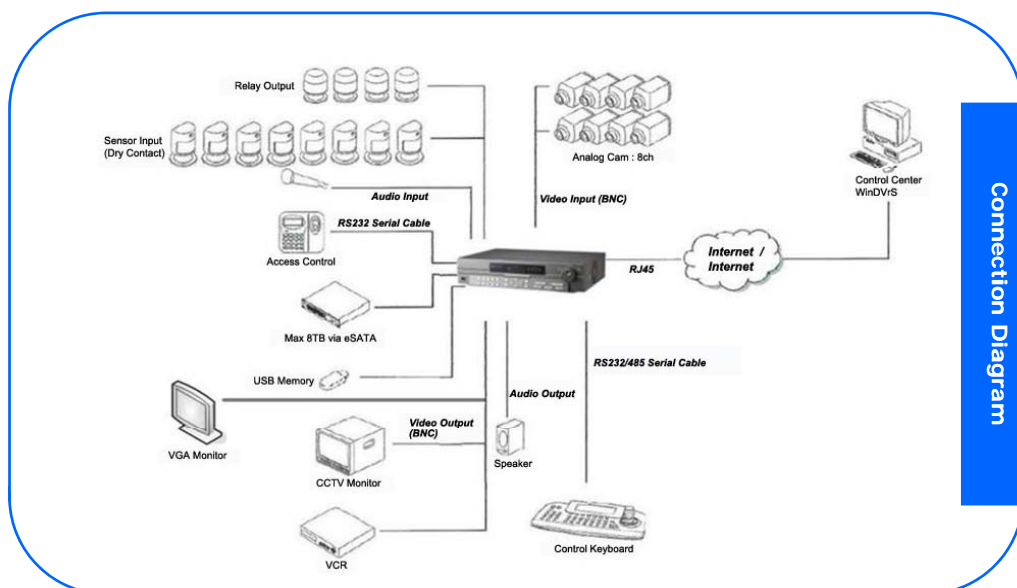 Relay Output
Sensor Input
(Dry Contact)
Audio Input
RS232 Serial Cable
Access Control
Max 8TB via eSATA
USB Memory
VGA Monitor
Video Output
(BNC)
CCTV Monitor
VCR
Analog Cam : 8ch
Video Input (BNC)
RJ45
Internet /
Internet
Control Center
WinDVrS
RS232/485 Serial Cable
Audio Output
Speaker
Control Keyboard
Connection Diagram